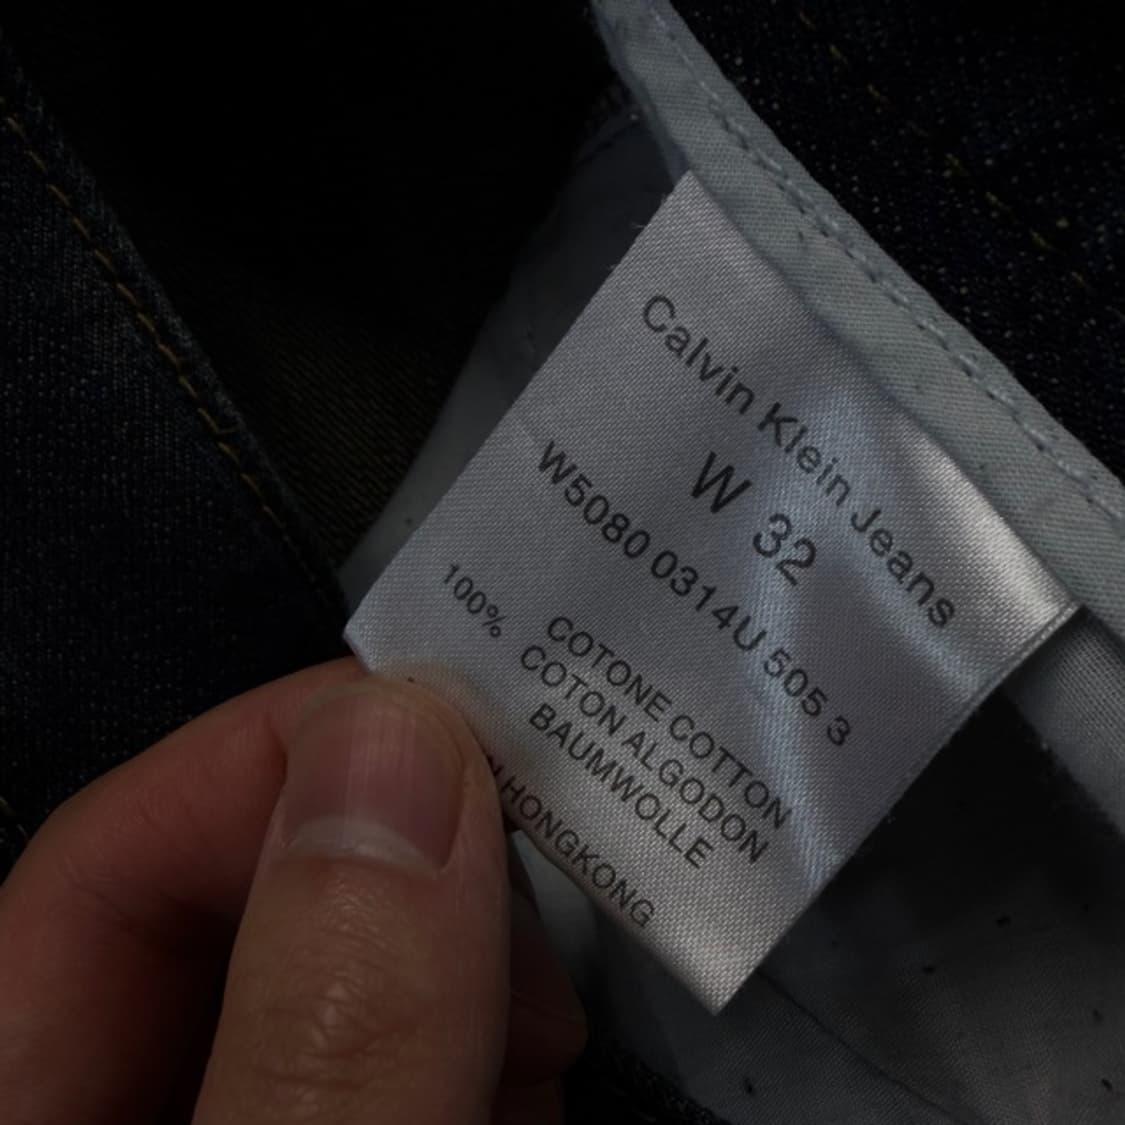 Calvin Klein Jeans
W 32
W5080 0314U 505 3
100% COTONE COTTON
COTON ALGODON
BAUMWOLLE
HONGKONG